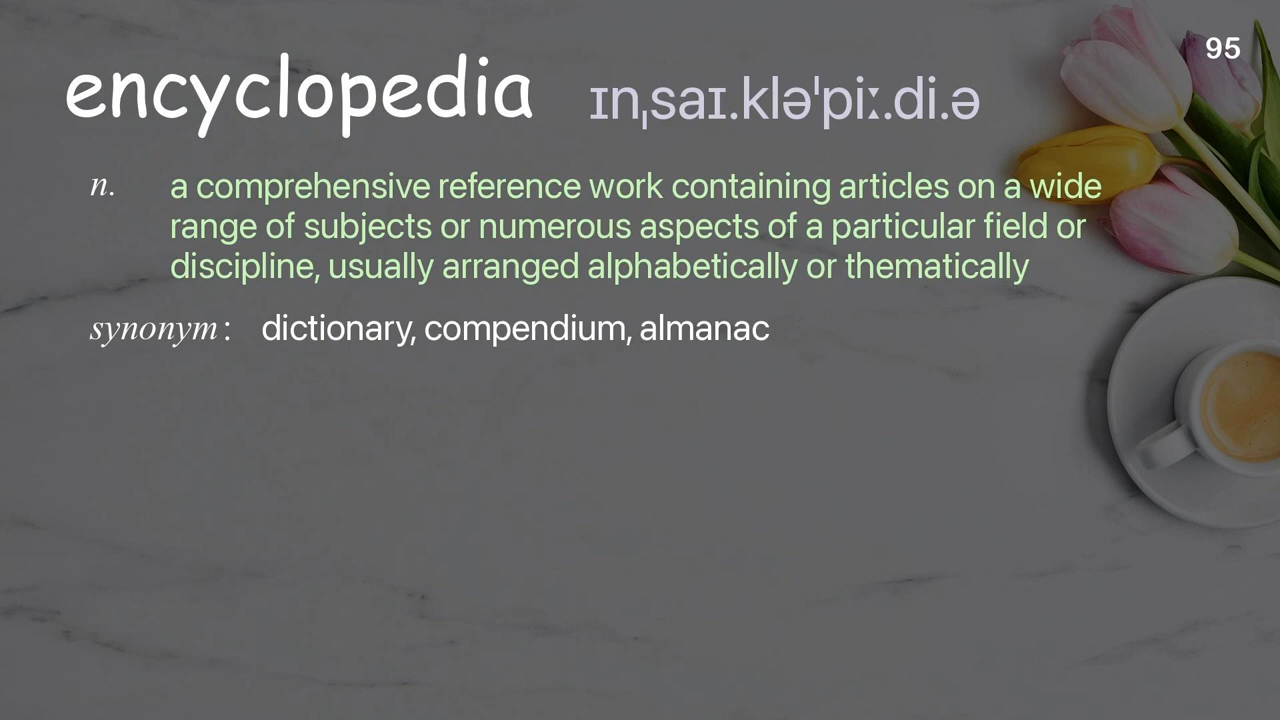 95
encyclopedia ɪnˌsaɪ.kləˈpiː.di.ə
n. a comprehensive reference work containing articles on a wide
range of subjects or numerous aspects of a particular field or
discipline, usually arranged alphabetically or thematically
synonym: dictionary, compendium, almanac